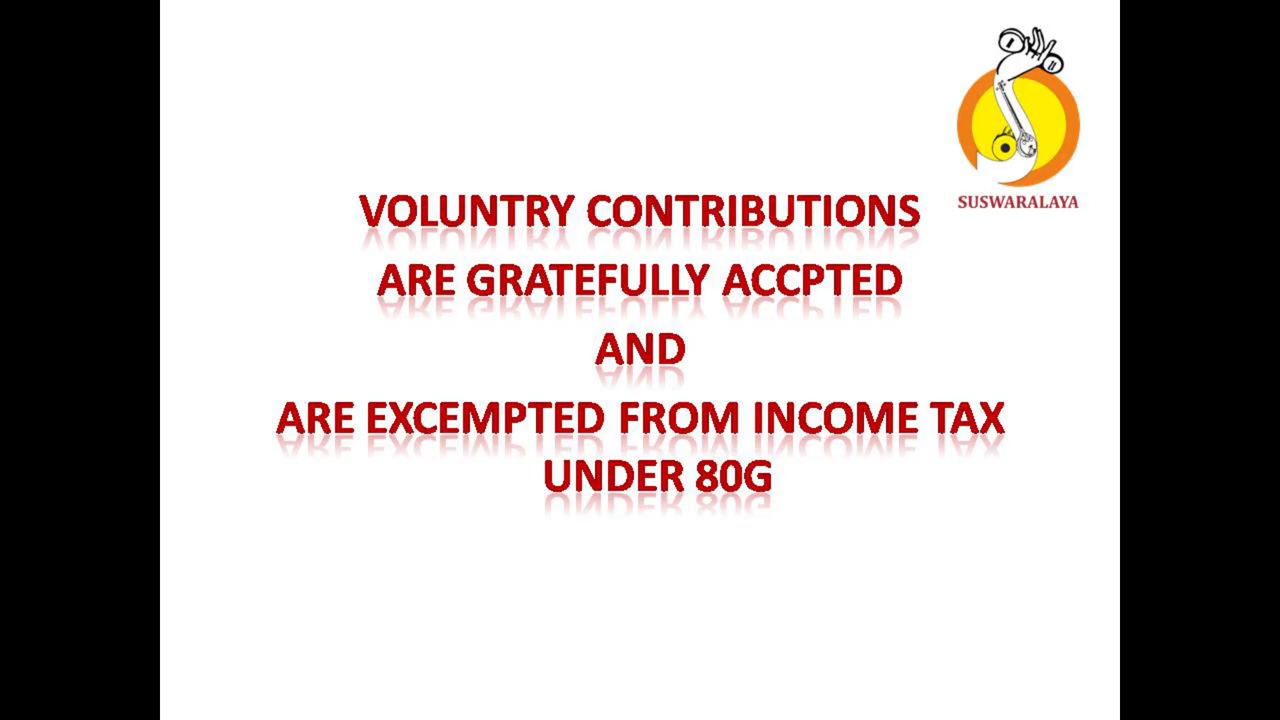 SUSWARALAYA
VOLUNTRY CONTRIBUTIONS
ARE GRATEFULLY ACCPTED
AND
ARE EXCEMPTED FROM INCOME TAX
UNDER 80G